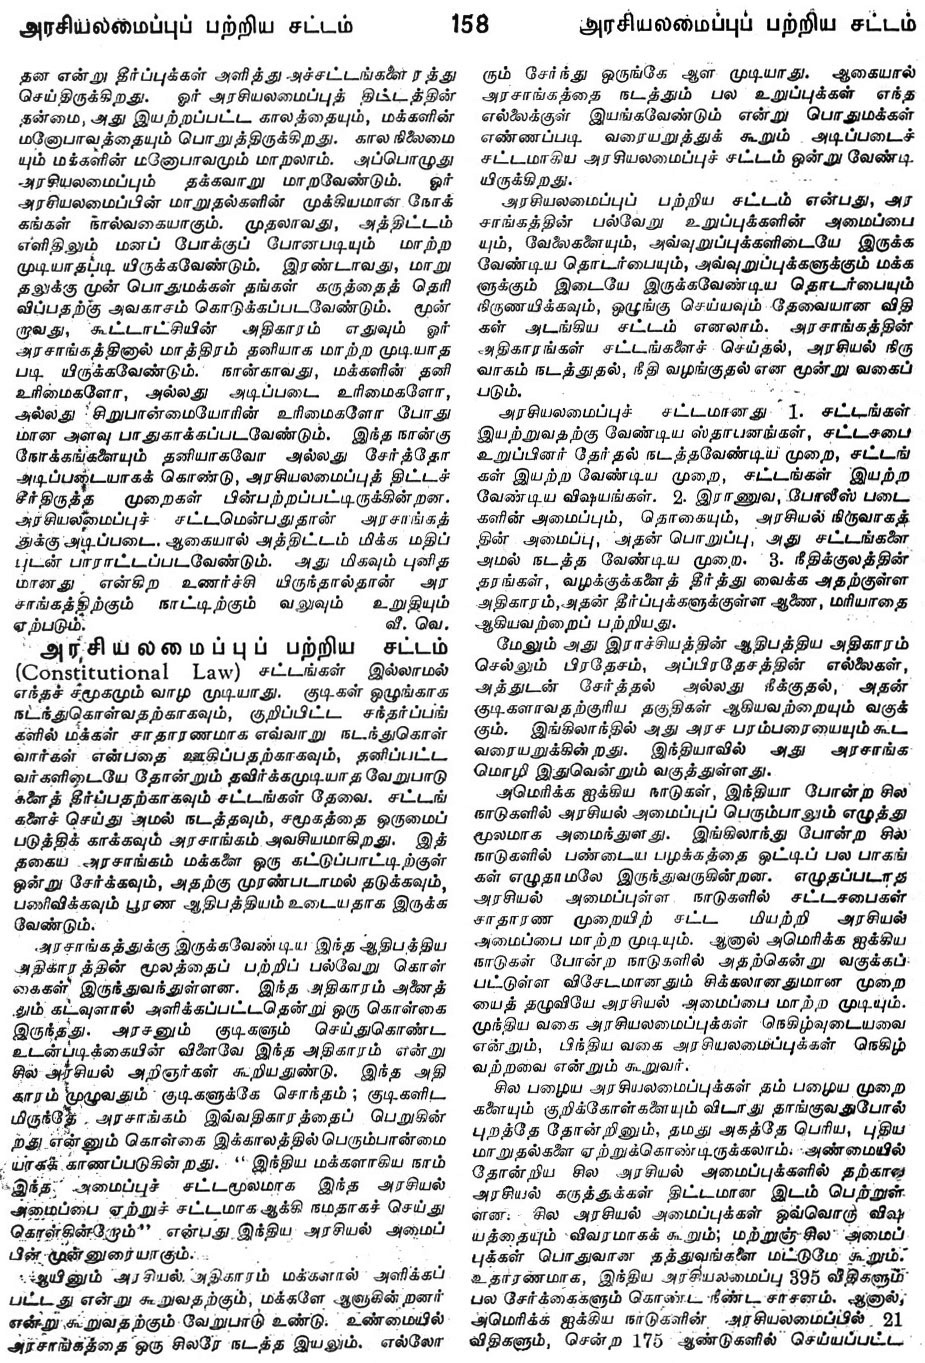 அரசியலமைப்புப் பற்றிய சட்டம் 158 அரசியலமைப்புப் பற்றிய சட்டம்
தன என்று தீர்ப்புக்கள் அளித்து அச்சட்டங்களை ரத்து
செய்திருக்கிறது. ஓர் அரசியலமைப்புத் திட்டத்தின்
தன்மை, அது இயற்றப்பட்ட காலத்தையும், மக்களின்
மனோபாவத்தையும் பொறுத்திருக்கிறது. கால நிலைமை
யும் மக்களின் மனோபாவமும் மாறலாம். அப்பொழுது
அரசியலமைப்பும் தக்கவாறு மாறவேண்டும். ஓர்
அரசியலமைப்பின் மாறுதல்களின் முக்கியமான நோக்
கங்கள் நால்வகையாகும். முதலாவது, அத்திட்டம்
எளிதிலும் மனப் போக்குப் போனபடியும் மாற்ற
முடியாதபடி யிருக்கவேண்டும். இரண்டாவது, மாறு
தலுக்கு முன் பொதுமக்கள் தங்கள் கருத்தைத் தெரி
விப்பதற்கு அவகாசம் கொடுக்கப்படவேண்டும். மூன்
ருவது, கூட்டாட்சியின் அதிகாரம் எதுவும் ஓர்
அரசாங்கத்தினால் மாத்திரம் தனியாக மாற்ற முடியாத
படி யிருக்கவேண்டும். நான்காவது, மக்களின் தனி
உரிமைகளோ, அல்லது அடிப்படை உரிமைகளோ,
அல்லது சிறுபான்மையோரின் உரிமைகளோ போது
மான அளவு பாதுகாக்கப்படவேண்டும். இந்த நான்கு
நோக்கங்களையும் தனியாகவோ அல்லது சேர்த்தோ
அடிப்படையாகக் கொண்டு, அரசியலமைப்புத் திட்டச்
சீர்திருத்த முறைகள் பின்பற்றப்பட்டிருக்கின்றன.
அரசியலமைப்புச் சட்டமென்பதுதான் அரசாங்கத்
துக்கு அடிப்படை. ஆகையால் அத்திட்டம் மிக்க மதிப்
புடன் பாராட்டப்படவேண்டும். அது மிகவும் புனித
மானது என்கிற உணர்ச்சி யிருந்தால்தான் அர
சாங்கத்திற்கும் நாட்டிற்கும் வலுவும் உறுதியும்
ஏற்படும். வீ. வெ.
அரசியலமைப்புப் பற்றிய சட்டம்
(Constitutional Law) சட்டங்கள் இல்லாமல்
எந்தச் சமூகமும் வாழ முடியாது. குடிகள் ஒழுங்காக
நடந்துகொள்வதற்காகவும், குறிப்பிட்ட சந்தர்ப்பங்
களில் மக்கள் சாதாரணமாக எவ்வாறு நடந்துகொள்
வார்கள் என்பதை ஊகிப்பதற்காகவும், தனிப்பட்ட
வர்களிடையே தோன்றும் தவிர்க்கமுடியாத வேறுபாடு
களைத் தீர்ப்பதற்காகவும் சட்டங்கள் தேவை. சட்டங்
களைச் செய்து அமல் நடத்தவும், சமூகத்தை ஒருமைப்
படுத்திக் காக்கவும் அரசாங்கம் அவசியமாகிறது. இத்
தகைய அரசாங்கம் மக்களை ஒரு கட்டுப்பாட்டிற்குள்
ஒன்று சேர்க்கவும், அதற்கு முரண்படாமல் தடுக்கவும்,
பணிவிக்கவும் பூரண ஆதிபத்தியம் உடையதாக இருக்க
வேண்டும்.
அரசாங்கத்துக்கு இருக்கவேண்டிய இந்த ஆதிபத்திய
அதிகாரத்தின் மூலத்தைப் பற்றிப் பல்வேறு கொள்
கைகள் இருந்துவந்துள்ளன. இந்த அதிகாரம் அனைத்
தும் கடவுளால் அளிக்கப்பட்டதென்று ஒரு கொள்கை
இருந்தது. அரசனும் குடிகளும் செய்துகொண்ட
உடன்படிக்கையின் விளைவே இந்த அதிகாரம் என்று
சில அரசியல் அறிஞர்கள் கூறியதுண்டு. இந்த அதி
காரம் முழுவதும் குடிகளுக்கே சொந்தம்; குடிகளிட
மிருந்தே அரசாங்கம் இவ்வதிகாரத்தைப் பெறுகின்
றது என்னும் கொள்கை இக்காலத்தில் பெரும்பான்மை
யாகக் காணப்படுகின்றது. "இந்திய மக்களாகிய நாம்
இந்த அமைப்புச் சட்டமூலமாக இந்த அரசியல்
அமைப்பை ஏற்றுச் சட்டமாக ஆக்கி நமதாகச் செய்து
கொள்கின்றோம்" என்பது இந்திய அரசியல் அமைப்
பின் முன்னுரையாகும்.
ஆயினும் அரசியல் அதிகாரம் மக்களால் அளிக்கப்
பட்டது என்று கூறுவதற்கும், மக்களே ஆளுகின்றனர்
என்று கூறுவதற்கும் வேறுபாடு உண்டு. உண்மையில்
அரசாங்கத்தை ஒரு சிலரே நடத்த இயலும். எல்லோ
ரும் சேர்ந்து ஒருங்கே ஆள முடியாது. ஆகையால்
அரசாங்கத்தை நடத்தும் பல உறுப்புக்கள் எந்த
எல்லைக்குள் இயங்கவேண்டும் என்று பொதுமக்கள்
எண்ணப்படி வரையறுத்துக் கூறும் அடிப்படைச்
சட்டமாகிய அரசியலமைப்புச் சட்டம் ஒன்று வேண்டி
யிருக்கிறது.
அரசியலமைப்புப் பற்றிய சட்டம் என்பது, அர
சாங்கத்தின் பல்வேறு உறுப்புகளின் அமைப்பை
யும், வேலைகளையும், அவ்வுறுப்புக்களிடையே இருக்க
வேண்டிய தொடர்பையும், அவ்வுறுப்புக்களுக்கும் மக்க
ளுக்கும் இடையே இருக்கவேண்டிய தொடர்பையும்
நிருணயிக்கவும், ஒழுங்கு செய்யவும் தேவையான விதி
கள் அடங்கிய சட்டம் எனலாம். அரசாங்கத்தின்
அதிகாரங்கள் சட்டங்களைச் செய்தல், அரசியல் நிரு
வாகம் நடத்துதல், நீதி வழங்குதல் என மூன்று வகைப்
படும்.
அரசியலமைப்புச் சட்டமானது 1. சட்டங்கள்
இயற்றுவதற்கு வேண்டிய ஸ்தாபனங்கள், சட்டசபை
உறுப்பினர் தேர்தல் நடத்தவேண்டிய முறை, சட்டங்
கள் இயற்ற வேண்டிய முறை, சட்டங்கள் இயற்ற
வேண்டிய விஷயங்கள். 2. இராணுவ, போலீஸ் படை
களின் அமைப்பும், தொகையும், அரசியல் நிருவாகத்
தின் அமைப்பு, அதன் பொறுப்பு, அது சட்டங்களை
அமல் நடத்த வேண்டிய முறை. 3. நீதிக்குலத்தின்
தரங்கள், வழக்குக்களைத் தீர்த்து வைக்க அதற்குள்ள
அதிகாரம், அதன் தீர்ப்புக்களுக்குள்ள ஆணை, மரியாதை
ஆகியவற்றைப் பற்றியது.
மேலும் அது இராச்சியத்தின் ஆதிபத்திய அதிகாரம்
செல்லும் பிரதேசம், அப்பிரதேசத்தின் எல்லைகள்,
அத்துடன் சேர்த்தல் அல்லது நீக்குதல், அதன்
குடிகளாவதற்குரிய தகுதிகள் ஆகியவற்றையும் வகுக்
கும். இங்கிலாந்தில் அது அரச பரம்பரையையும்கூட
வரையறுக்கின்றது. இந்தியாவில் அது அரசாங்க
மொழி இதுவென்றும் வகுத்துள்ளது.
அமெரிக்க ஐக்கிய நாடுகள், இந்தியா போன்ற சில
நாடுகளில் அரசியல் அமைப்புப் பெரும்பாலும் எழுத்து
மூலமாக அமைந்துளது. இங்கிலாந்து போன்ற சில
நாடுகளில் பண்டைய பழக்கத்தை ஒட்டிப் பல பாகங்
கள் எழுதாமலே இருந்துவருகின்றன. எழுதப்படாத
அரசியல் அமைப்புள்ள நாடுகளில் சட்டசபைகள்
சாதாரண முறையிற் சட்ட மியற்றி அரசியல்
அமைப்பை மாற்ற முடியும். ஆனால் அமெரிக்க ஐக்கிய
நாடுகள் போன்ற நாடுகளில் அதற்கென்று வகுக்கப்
பட்டுள்ள விசேடமானதும் சிக்கலானதுமான முறை
யைத் தழுவியே அரசியல் அமைப்பை மாற்ற முடியும்.
முந்திய வகை அரசியலமைப்புக்கள் நெகிழ்வுடையவை
என்றும், பிந்திய வகை அரசியலமைப்புக்கள் நெகிழ்
வற்றவை என்றும் கூறுவர்.
சில பழைய அரசியலமைப்புக்கள் தம் பழைய முறை
களையும் குறிக்கோள்களையும் விடாது தாங்குவதுபோல்
புறத்தே தோன்றினும், தமது அகத்தே பெரிய, புதிய
மாறுதல்களை ஏற்றுக்கொண்டிருக்கலாம். அண்மையில்
தோன்றிய சில அரசியல் அமைப்புக்களில் தற்கால
அரசியல் கருத்துக்கள் திட்டமான இடம் பெற்றுள்
ளன. சில அரசியல் அமைப்புக்கள் ஒவ்வொரு விஷ
யத்தையும் விவரமாகக் கூறும்; மற்றுஞ் சில அமைப்
புக்கள் பொதுவான தத்துவங்களை மட்டுமே கூறும்.
உதாரணமாக, இந்திய அரசியலமைப்பு 395 விதிகளும்
பல சேர்க்கைகளும் கொண்ட நீண்ட சாசனம். ஆனால்,
அமெரிக்க ஐக்கிய நாடுகளின் அரசியலமைப்பில் 21
விதிகளும், சென்ற 175 ஆண்டுகளில் செய்யப்பட்ட